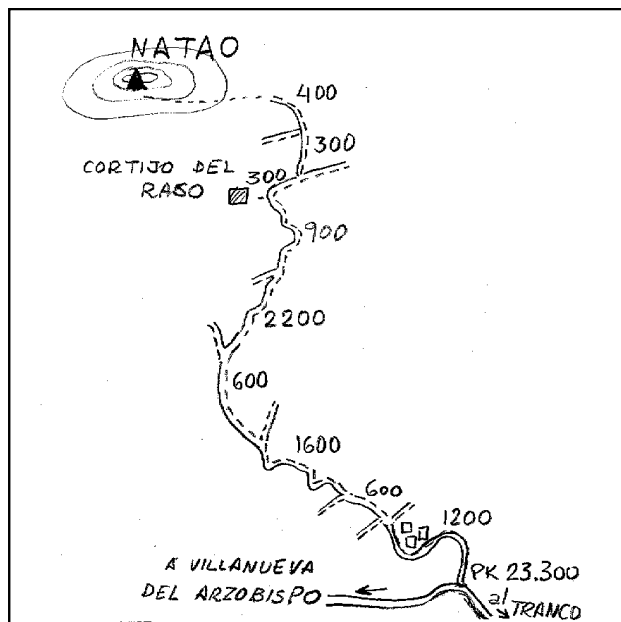 NATAO
400
300
CORTIJO DEL
RASO
300
900
2200
600
1600
600
1200
PK 23.300
A VILLANUEVA
DEL ARZOBISPO
al
TRANCO